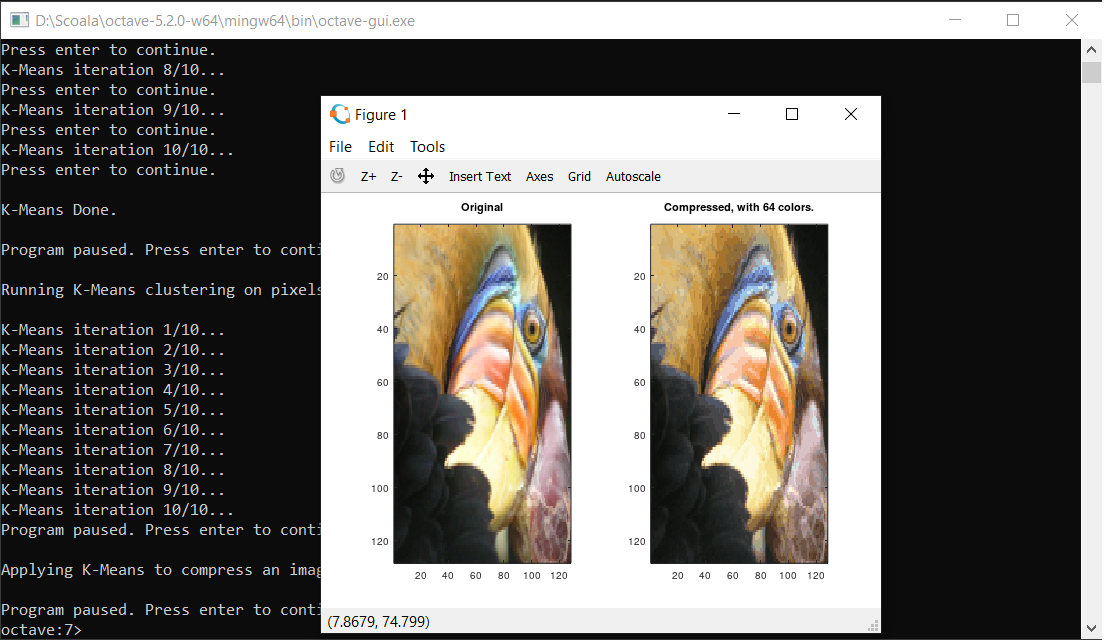 D:\Scoala\octave-5.2.0-w64\mingw64\bin\octave-gui.exe
Press enter to continue.
K-Means iteration 8/10...
Press enter to continue.
K-Means iteration 9/10...
Press enter to continue.
K-Means iteration 10/10...
Press enter to continue.
K-Means Done.
Program paused. Press enter to conti
Running K-Means clustering on pixels
K-Means iteration 1/10...
K-Means iteration 2/10...
K-Means iteration 3/10...
K-Means iteration 4/10...
K-Means iteration 5/10...
K-Means iteration 6/10...
K-Means iteration 7/10...
K-Means iteration 8/10...
K-Means iteration 9/10...
K-Means iteration 10/10...
Program paused. Press enter to conti
Applying K-Means to compress an imag
Program paused. Press enter to conti
octave:7>
Figure 1
File Edit Tools
Z+ Z- Insert Text Axes Grid Autoscale
Original
20
40
60
80
100
120
20 40 60 80 100 120
Compressed, with 64 colors.
20
40
60
80
100
120
20 40 60 80 100 120
(7.8679, 74.799)